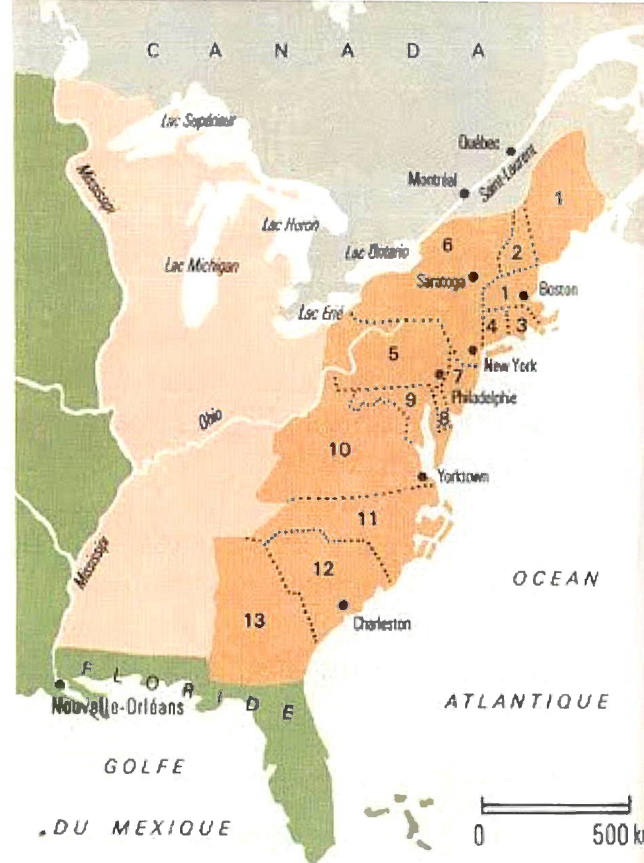 CANADA
Lac Supérieur
Québec
Saint-Laurent
Mississipi
Montréal
1
Lac Huron
6
2
Lac Ontario
Lac Michigan
Saratoga
1
Boston
Lac Erié
4
3
5
New York
7
Philadelphie
9
8
Ohio
10
Yorktown
11
Mississipi
12
OCEAN
13
Charleston
FLORIDE
Nouvelle-Orléans
ATLANTIQUE
GOLFE
DU MEXIQUE
0
500 km